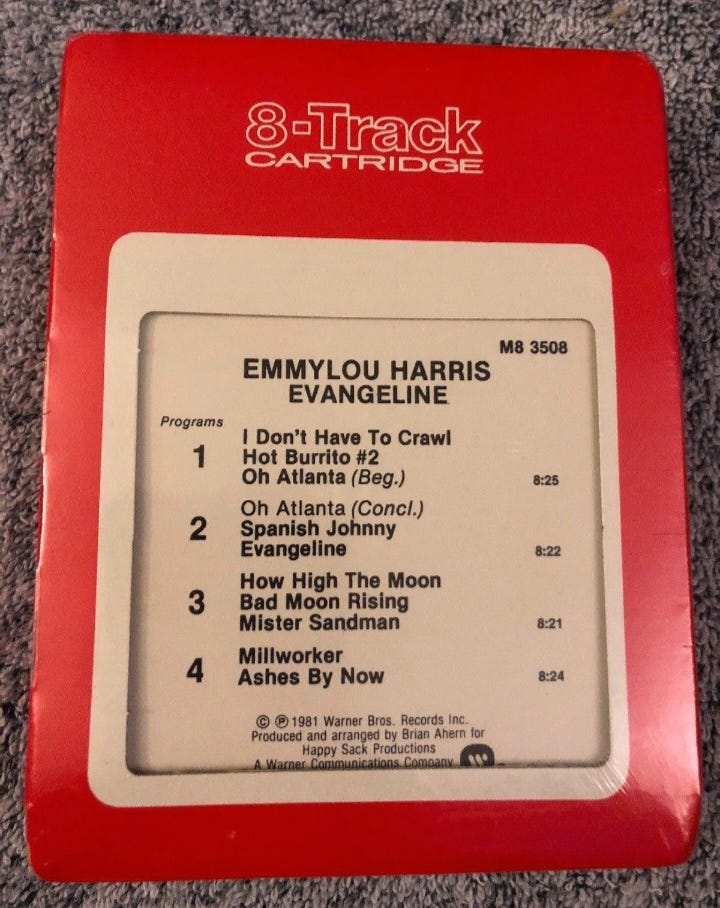 8-Track
CARTRIDGE
M8 3508
EMMYLOU HARRIS
EVANGELINE
Programs
1
I Don't Have To Crawl
Hot Burrito #2
Oh Atlanta (Beg.) 8:25
2
Oh Atlanta (Concl.)
Spanish Johnny
Evangeline 8:22
3
How High The Moon
Bad Moon Rising
Mister Sandman 8:21
4
Millworker
Ashes By Now 8:24
© ℗ 1981 Warner Bros. Records Inc.
Produced and arranged by Brian Ahern for
Happy Sack Productions
A Warner Communications Company